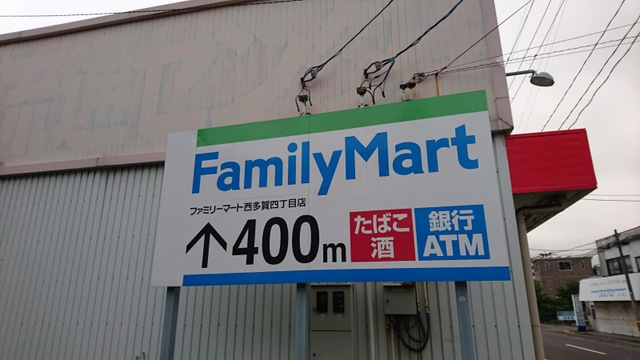 FamilyMart
ファミリーマート西多賀四丁目店
↑400m
たばこ
酒
銀行
ATM